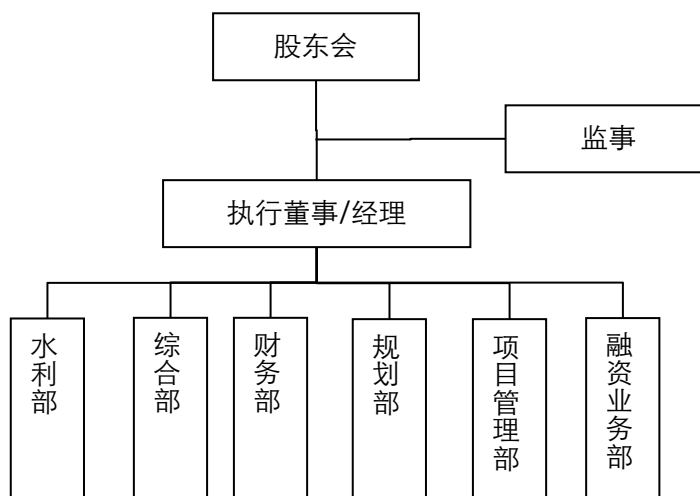 股东会
监事
执行董事/经理
水利部
综合部
财务部
规划部
项目管理部
融资业务部